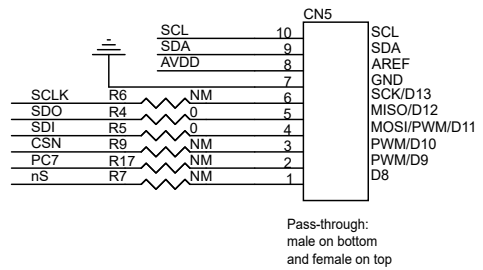 CN5
SCL 10 SCL
SDA 9 SDA
AVDD 8 AREF
7 GND
SCLK R6 NM 6 SCK/D13
SDO R4 0 5 MISO/D12
SDI R5 0 4 MOSI/PWM/D11
CSN R9 NM 3 PWM/D10
PC7 R17 NM 2 PWM/D9
nS R7 NM 1 D8
Pass-through:
male on bottom
and female on top